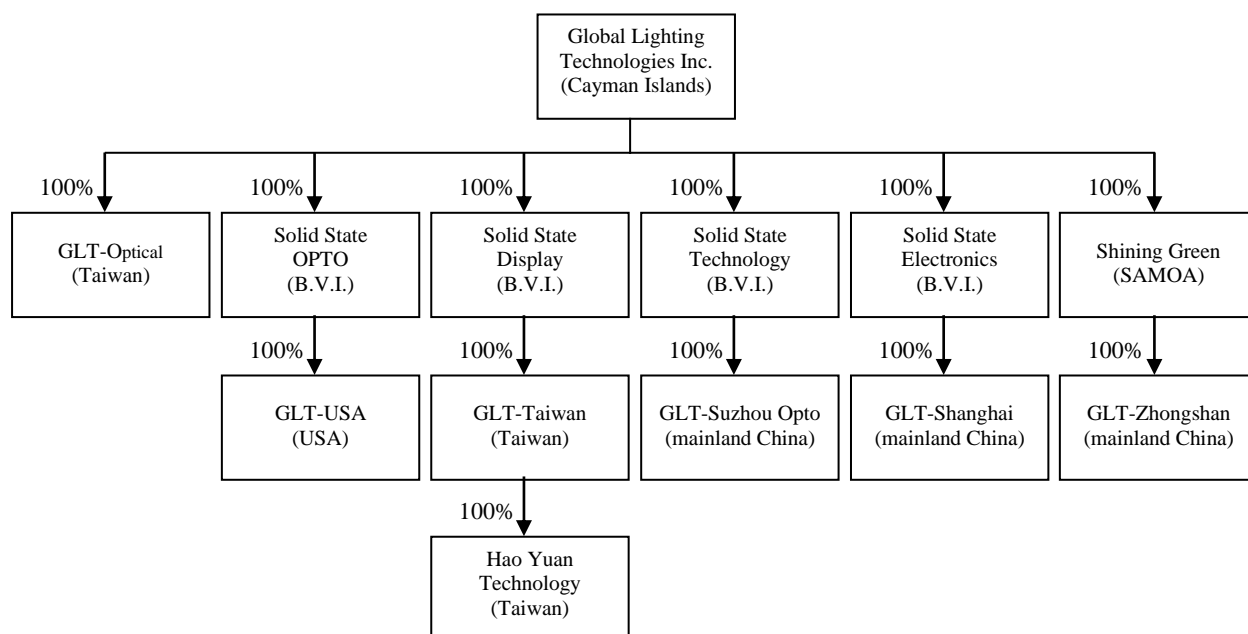 Global Lighting
Technologies Inc.
(Cayman Islands)
100%
100%
100%
100%
100%
100%
GLT-Optical
(Taiwan)
Solid State
OPTO
(B.V.I.)
Solid State
Display
(B.V.I.)
Solid State
Technology
(B.V.I.)
Solid State
Electronics
(B.V.I.)
Shining Green
(SAMOA)
100%
100%
100%
100%
100%
GLT-USA
(USA)
GLT-Taiwan
(Taiwan)
GLT-Suzhou Opto
(mainland China)
GLT-Shanghai
(mainland China)
GLT-Zhongshan
(mainland China)
100%
Hao Yuan
Technology
(Taiwan)